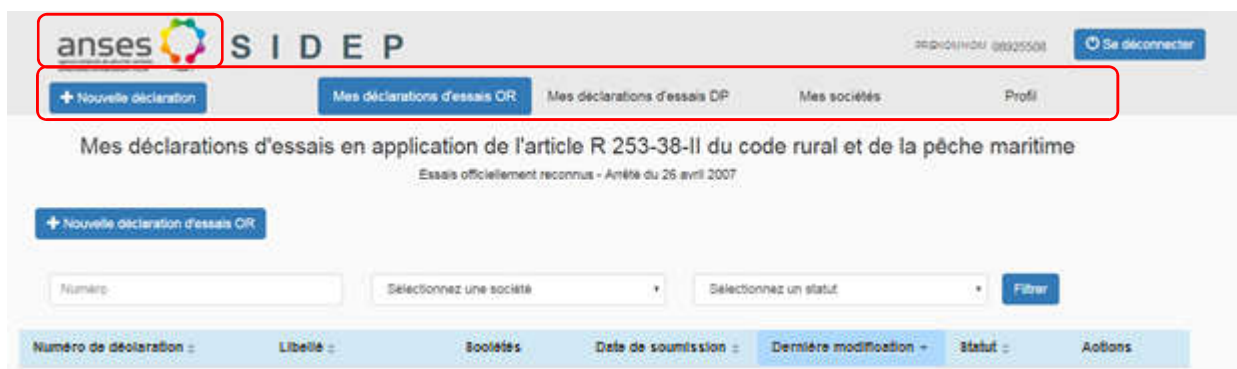 anses SIDEP Se déconnecter
+ Nouvelle déclaration Mes déclarations d'essais OR Mes déclarations d'essais DP Mes sociétés Profil
Mes déclarations d'essais en application de l'article R 253-38-II du code rural et de la pêche maritime
Essais officiellement reconnus - Arrêté du 26 avril 2007
+ Nouvelle déclaration d'essais OR
Numéro Sélectionnez une société Sélectionnez un statut Filtrer
Numéro de déclaration Libellé Sociétés Date de soumission Dernière modification Statut Actions